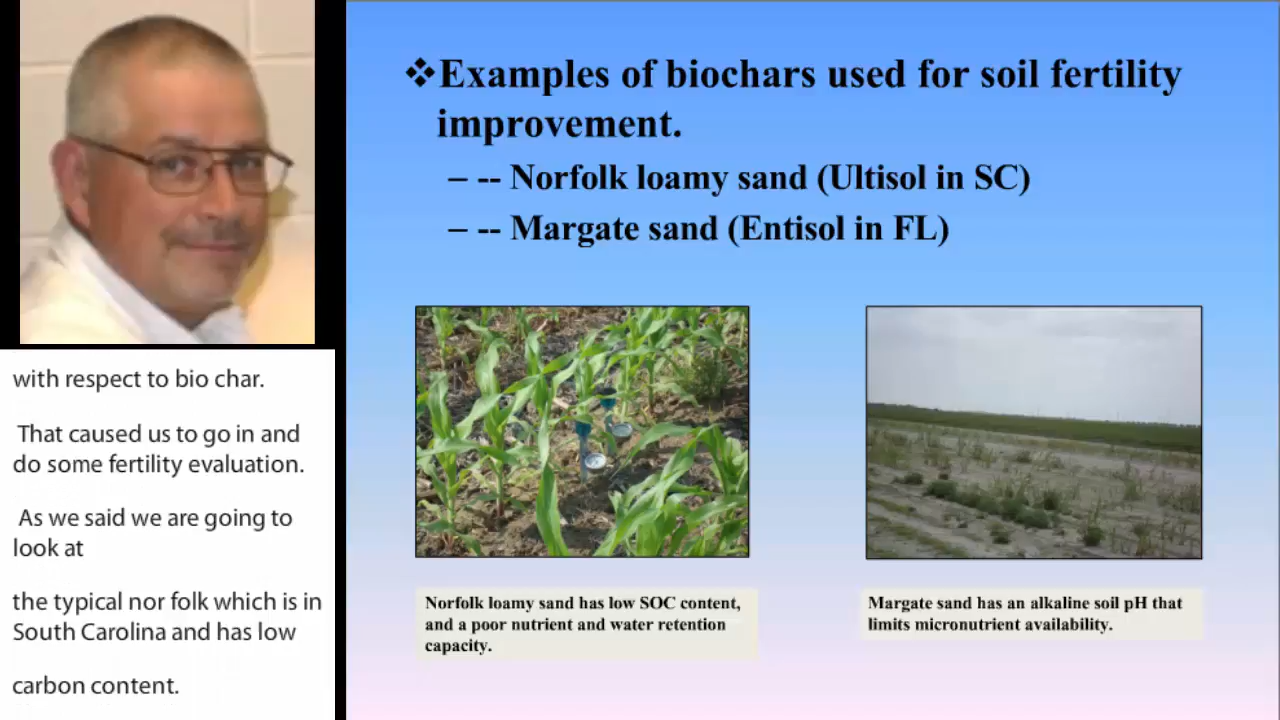 ❖Examples of biochars used for soil fertility
improvement.
– -- Norfolk loamy sand (Ultisol in SC)
– -- Margate sand (Entisol in FL)
Norfolk loamy sand has low SOC content,
and a poor nutrient and water retention
capacity.
Margate sand has an alkaline soil pH that
limits micronutrient availability.
with respect to bio char.
That caused us to go in and
do some fertility evaluation.
As we said we are going to
look at
the typical nor folk which is in
South Carolina and has low
carbon content.